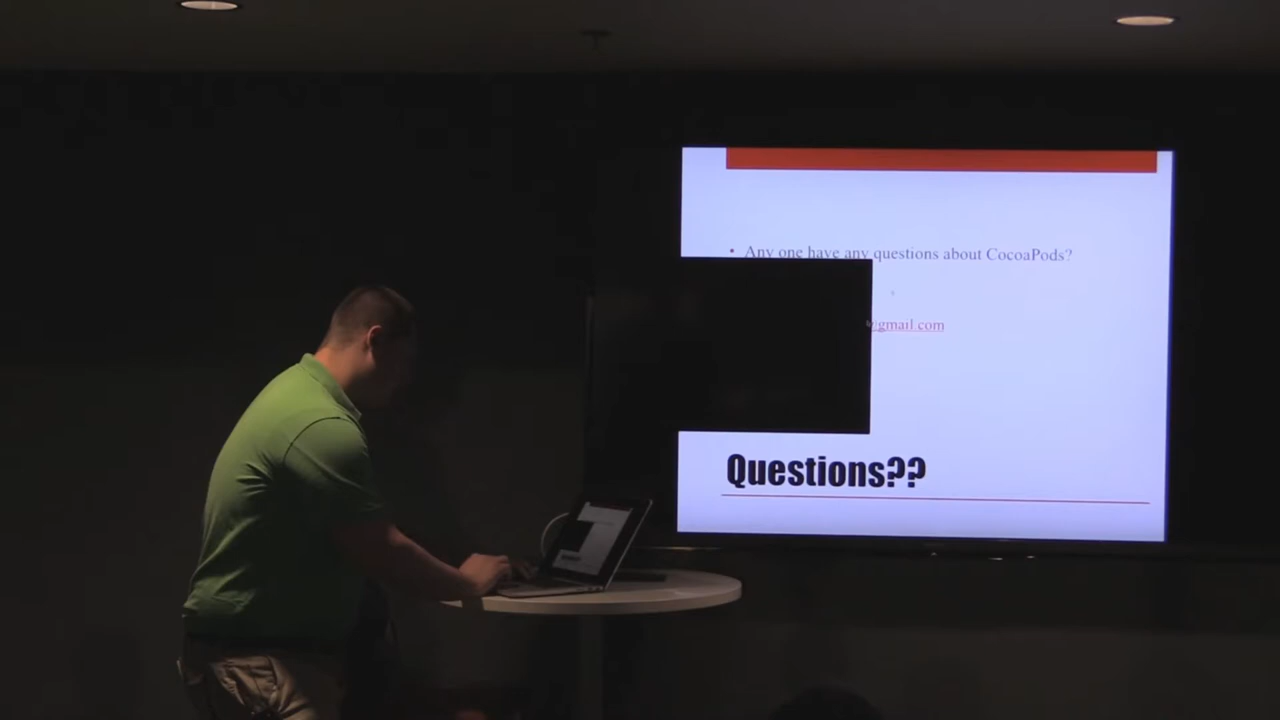 • Any one have any questions about CocoaPods?
@gmail.com
Questions??